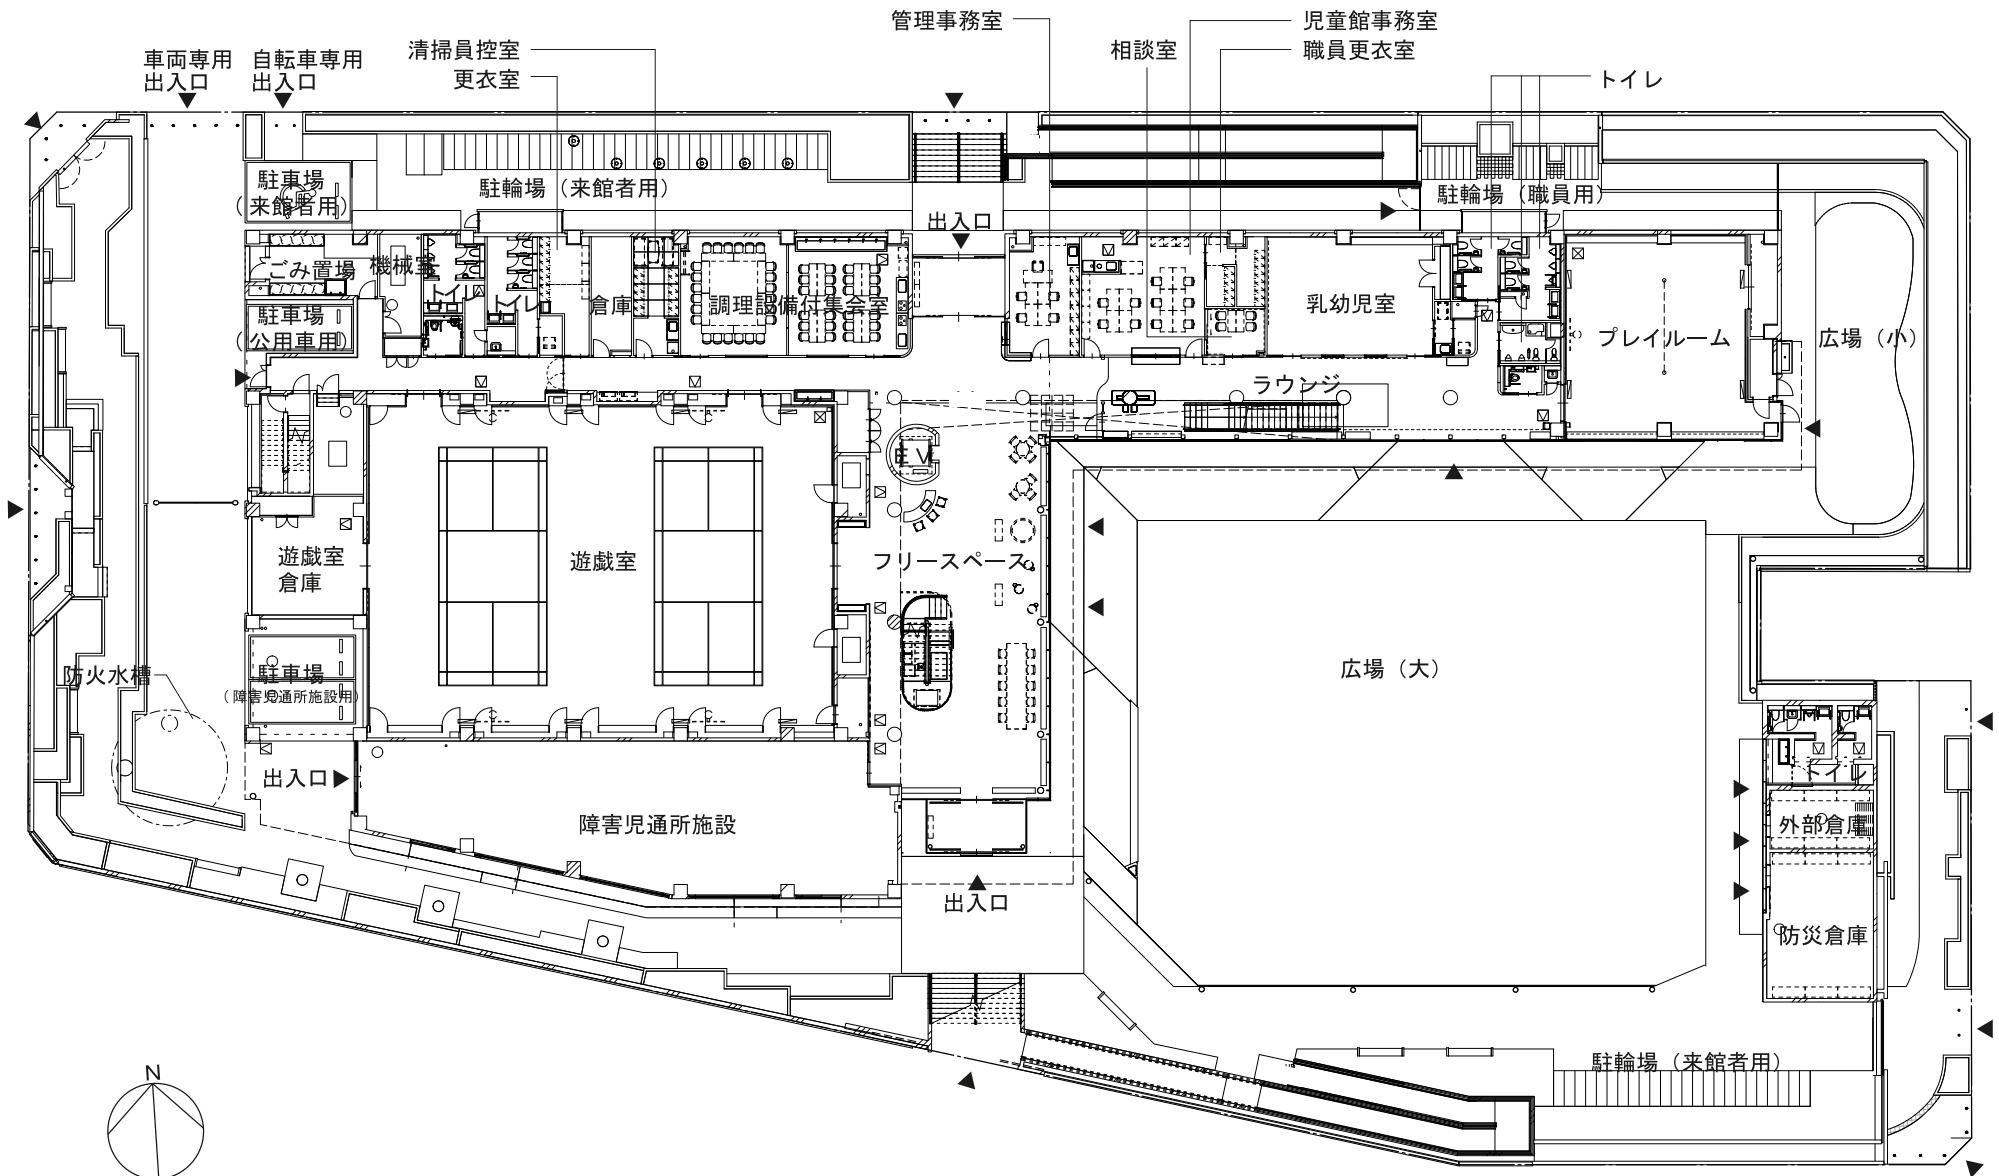 管理事務室
児童館事務室
清掃員控室
相談室
職員更衣室
車両専用
出入口
自転車専用
出入口
更衣室
トイレ
駐車場
（来館者用）
駐輪場（来館者用）
駐輪場（職員用）
出入口
ごみ置場
機械室
トイレ
トイレ
倉庫
調理設備付集会室
乳幼児室
駐車場
（公用車用）
プレイルーム
広場（小）
ラウンジ
ＥＶ
遊戯室
倉庫
遊戯室
フリースペース
広場（大）
防火水槽
駐車場
（障害児通所施設用）
出入口
トイレ
障害児通所施設
外部倉庫
出入口
防災倉庫
駐輪場（来館者用）
N